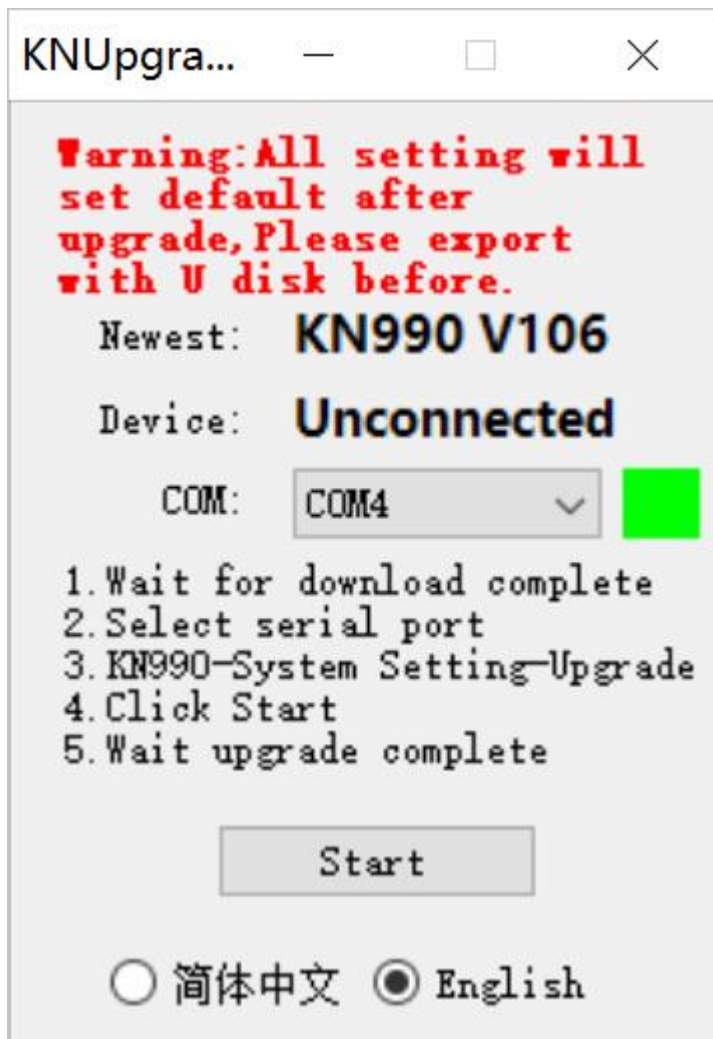 KNUpgra...
Warning:All setting will
set default after
upgrade,Please export
with U disk before.
Newest: KN990 V106
Device: Unconnected
COM: COM4
1.Wait for download complete
2.Select serial port
3.KN990-System Setting-Upgrade
4.Click Start
5.Wait upgrade complete
Start
简体中文 English